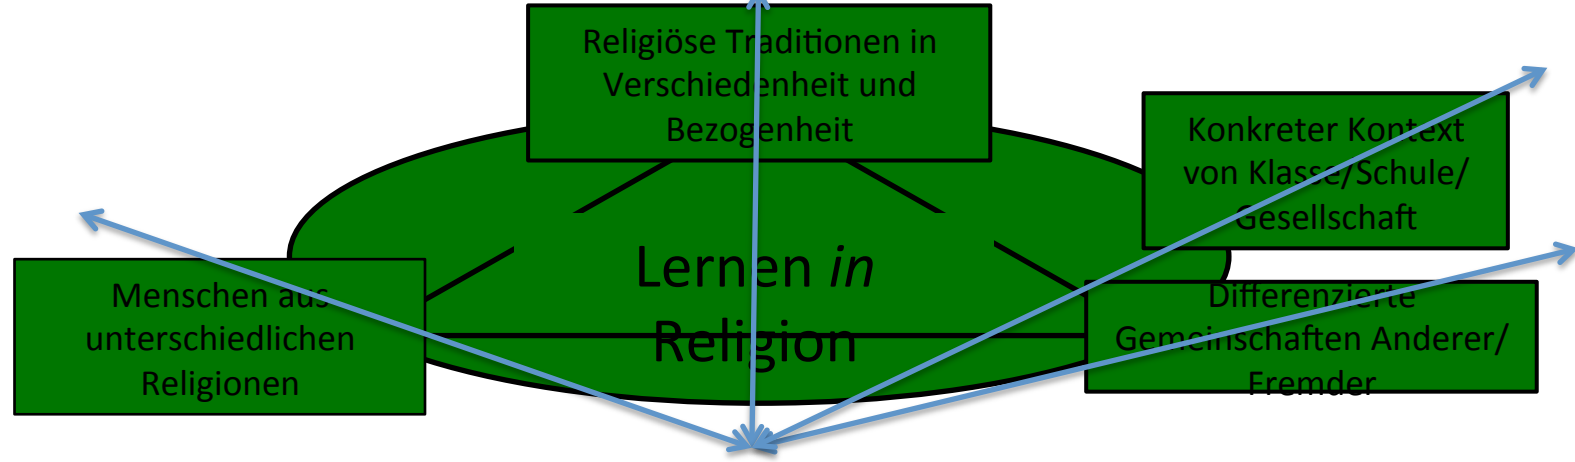 Religiöse Traditionen in
Verschiedenheit und
Bezogenheit
Konkreter Kontext
von Klasse/Schule/
Gesellschaft
Lernen in
Religion
Menschen aus
unterschiedlichen
Religionen
Differenzierte
Gemeinschaften Anderer/
Fremder